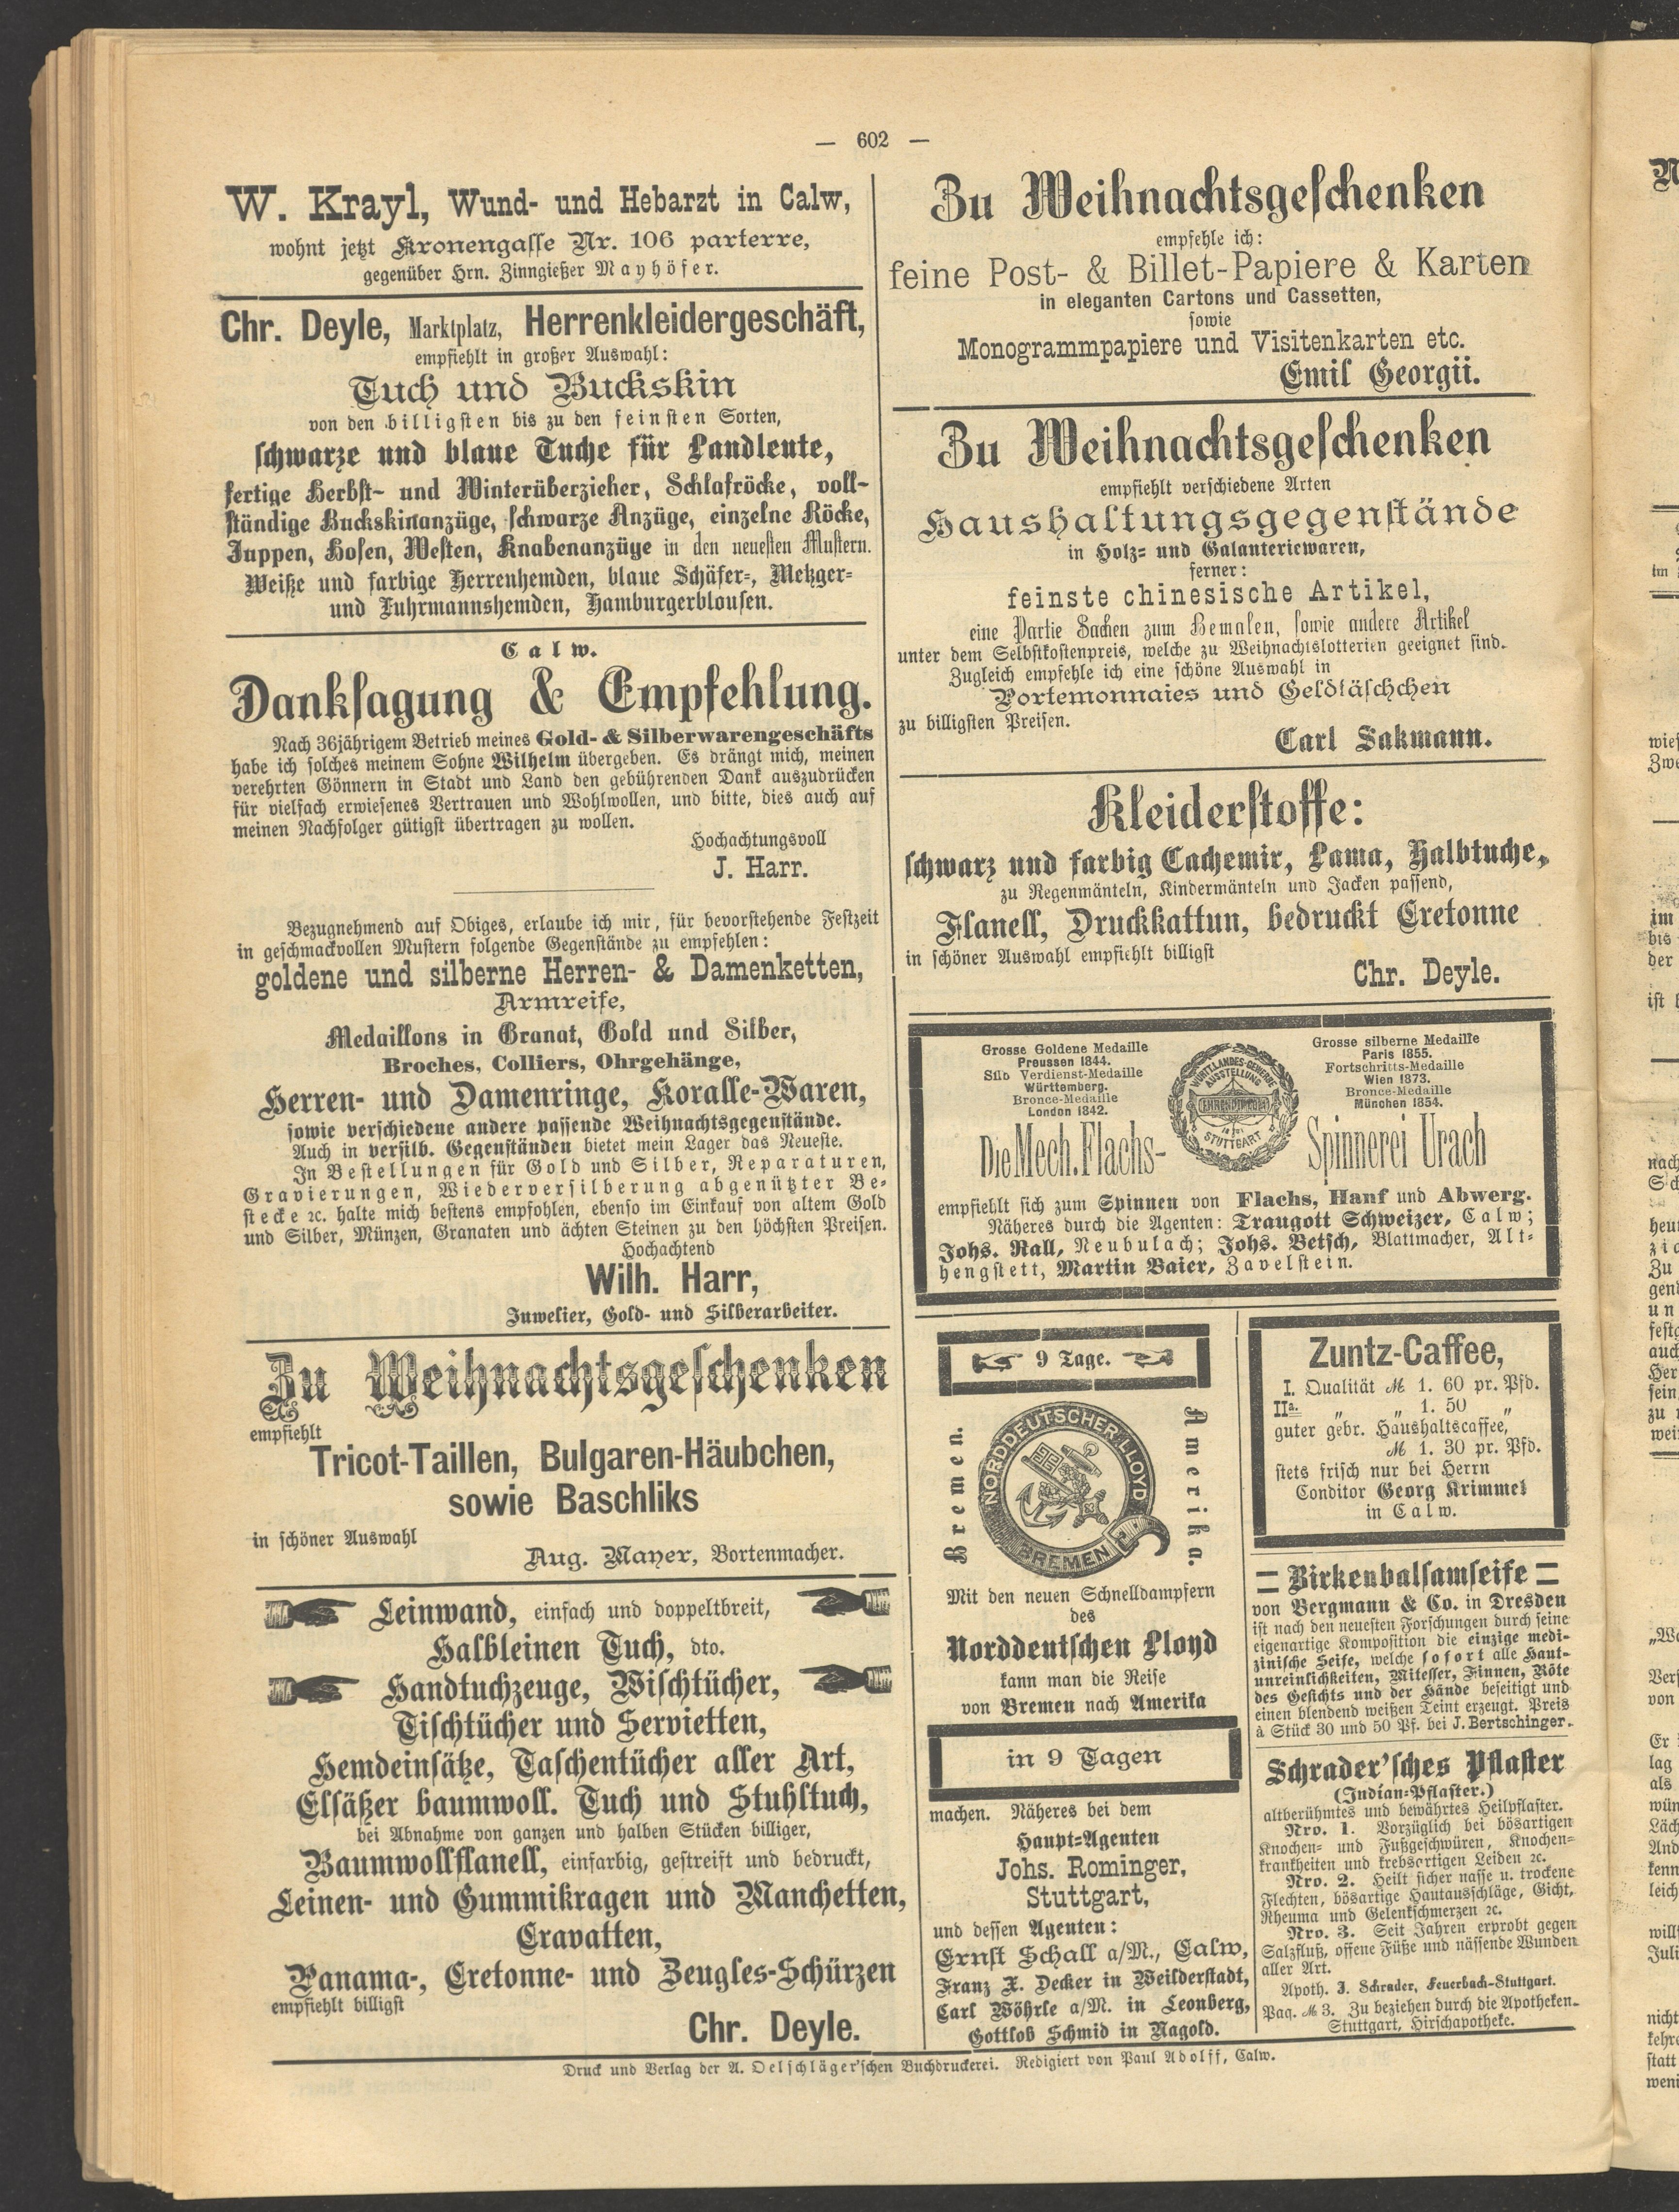 — 602 —
W. Krayl, Wund- und Hebarzt in Calw,
wohnt jetzt Kronengasse Nr. 106 parterre,
gegenüber Hrn. Zinngießer Mayhöfer.
Chr. Deyle, Marktplatz, Herrenkleidergeschäft,
empfiehlt in großer Auswahl:
Tuch und Buckskin
von den billigsten bis zu den feinsten Sorten,
schwarze und blaue Tuche für Landleute,
fertige Herbst- und Winterüberzieher, Schlafröcke, voll-
ständige Buckskinanzüge, schwarze Anzüge, einzelne Röcke,
Juppen, Hosen, Westen, Knabenanzüge in den neuesten Mustern.
Weiße und farbige Herrenhemden, blaue Schäfer-, Metzger-
und Fuhrmannshemden, Hamburgerblousen.
Calw.
Danksagung & Empfehlung.
Nach 36jährigem Betrieb meines Gold- & Silberwarengeschäfts
habe ich solches meinem Sohne Wilhelm übergeben. Es drängt mich, meinen
verehrten Gönnern in Stadt und Land den gebührenden Dank auszudrücken
für vielfach erwiesenes Vertrauen und Wohlwollen, und bitte, dies auch auf
meinen Nachfolger gütigst übertragen zu wollen.
Hochachtungsvoll
J. Harr.
Bezugnehmend auf Obiges, erlaube ich mir, für bevorstehende Festzeit
in geschmackvollen Mustern folgende Gegenstände zu empfehlen:
goldene und silberne Herren- & Damenketten,
Armreife,
Medaillons in Granat, Gold und Silber,
Broches, Colliers, Ohrgehänge,
Herren- und Damenringe, Koralle-Waren,
sowie verschiedene andere passende Weihnachtsgegenstände.
Auch in versilb. Gegenständen bietet mein Lager das Neueste.
In Bestellungen für Gold und Silber, Reparaturen,
Gravierungen, Wiederversilberung abgenützter Be-
stecke ꝛc. halte mich bestens empfohlen, ebenso im Einkauf von altem Gold
und Silber, Münzen, Granaten und ächten Steinen zu den höchsten Preisen.
Hochachtend
Wilh. Harr,
Juwelier, Gold- und Silberarbeiter.
Zu Weihnachtsgeschenken
empfiehlt
Tricot-Taillen, Bulgaren-Häubchen,
sowie Baschliks
in schöner Auswahl
Aug. Mayer, Bortenmacher.
Leinwand, einfach und doppeltbreit,
Halbleinen Tuch, dto.
Handtuchzeuge, Wischtücher,
Tischtücher und Servietten,
Hemdeinsätze, Taschentücher aller Art,
Elsäßer baumwoll. Tuch und Stuhltuch,
bei Abnahme von ganzen und halben Stücken billiger,
Baumwollflanell, einfarbig, gestreift und bedruckt,
Leinen- und Gummikragen und Manchetten,
Cravatten,
Panama-, Cretonne- und Zeugles-Schürzen
empfiehlt billigst
Chr. Deyle.
Zu Weihnachtsgeschenken
empfehle ich:
feine Post- & Billet-Papiere & Karten
in eleganten Cartons und Cassetten,
sowie
Monogrammpapiere und Visitenkarten etc.
Emil Georgii.
Zu Weihnachtsgeschenken
empfiehlt verschiedene Arten
Haushaltungsgegenstände
in Holz- und Galanteriewaren,
ferner:
feinste chinesische Artikel,
eine Partie Sachen zum Bemalen, sowie andere Artikel
unter dem Selbstkostenpreis, welche zu Weihnachtslotterien geeignet sind.
Zugleich empfehle ich eine schöne Auswahl in
Portemonnaies und Geldtäschchen
zu billigsten Preisen.
Carl Sakmann.
Kleiderstoffe:
schwarz und farbig Cachemir, Lama, Halbtuche,
zu Regenmänteln, Kindermänteln und Jacken passend,
Flanell, Druckkattun, bedruckt Cretonne
in schöner Auswahl empfiehlt billigst
Chr. Deyle.
Grosse Goldene Medaille
Preussen 1844.
Silb Verdienst-Medaille
Württemberg.
Bronce-Medaille
London 1842.
WÜRTT. LANDES-GEWERBE
AUSSTELLUNG
EHRENDIPLOM
1881
STUTTGART
Grosse silberne Medaille
Paris 1855.
Fortschritts-Medaille
Wien 1873.
Bronce-Medaille
München 1854.
Die Mech. Flachs- Spinnerei Urach
empfiehlt sich zum Spinnen von Flachs, Hanf und Abwerg.
Näheres durch die Agenten: Traugott Schweizer, Calw;
Johs. Rall, Neubulach; Johs. Betsch, Blattmacher, Alt-
hengstett, Martin Baier, Zavelstein.
9 Tage.
Bremen.
NORDDEUTSCHER LLOYD
BREMEN
Amerika.
Mit den neuen Schnelldampfern
des
Norddeutschen Lloyd
kann man die Reise
von Bremen nach Amerika
in 9 Tagen
machen. Näheres bei dem
Haupt-Agenten
Johs. Rominger,
Stuttgart,
und dessen Agenten:
Ernst Schall a/M., Calw,
Franz X. Decker in Weilderstadt,
Carl Wöhrle a/M. in Leonberg,
Gottlob Schmid in Nagold.
Zuntz-Caffee,
I. Qualität ℳ 1. 60 pr. Pfd.
IIa. „ „ 1. 50 „
guter gebr. Haushaltscaffee,
ℳ 1. 30 pr. Pfd.
stets frisch nur bei Herrn
Conditor Georg Krimmel
in Calw.
= Birkenbalsamseife =
von Bergmann & Co. in Dresden
ist nach den neuesten Forschungen durch seine
eigenartige Komposition die einzige medi-
zinische Seife, welche sofort alle Haut-
unreinlichkeiten, Mitesser, Finnen, Röte
des Gesichts und der Hände beseitigt und
einen blendend weißen Teint erzeugt. Preis
à Stück 30 und 50 Pf. bei J. Bertschinger.
Schrader'sches Pflaster
(Indian-Pflaster.)
altberühmtes und bewährtes Heilpflaster.
Nro. 1. Vorzüglich bei bösartigen
Knochen- und Fußgeschwüren, Knochen-
krankheiten und krebsartigen Leiden ꝛc.
Nro. 2. Heilt sicher nasse u. trockene
Flechten, bösartige Hautausschläge, Gicht,
Rheuma und Gelenkschmerzen ꝛc.
Nro. 3. Seit Jahren erprobt gegen
Salzfluß, offene Füße und nässende Wunden
aller Art.
Apoth. J. Schrader, Feuerbach-Stuttgart.
Paq. ℳ 3. Zu beziehen durch die Apotheken.
Stuttgart, Hirschapotheke.
Druck und Verlag der A. Oelschläger'schen Buchdruckerei. Redigiert von Paul Adolff, Calw.